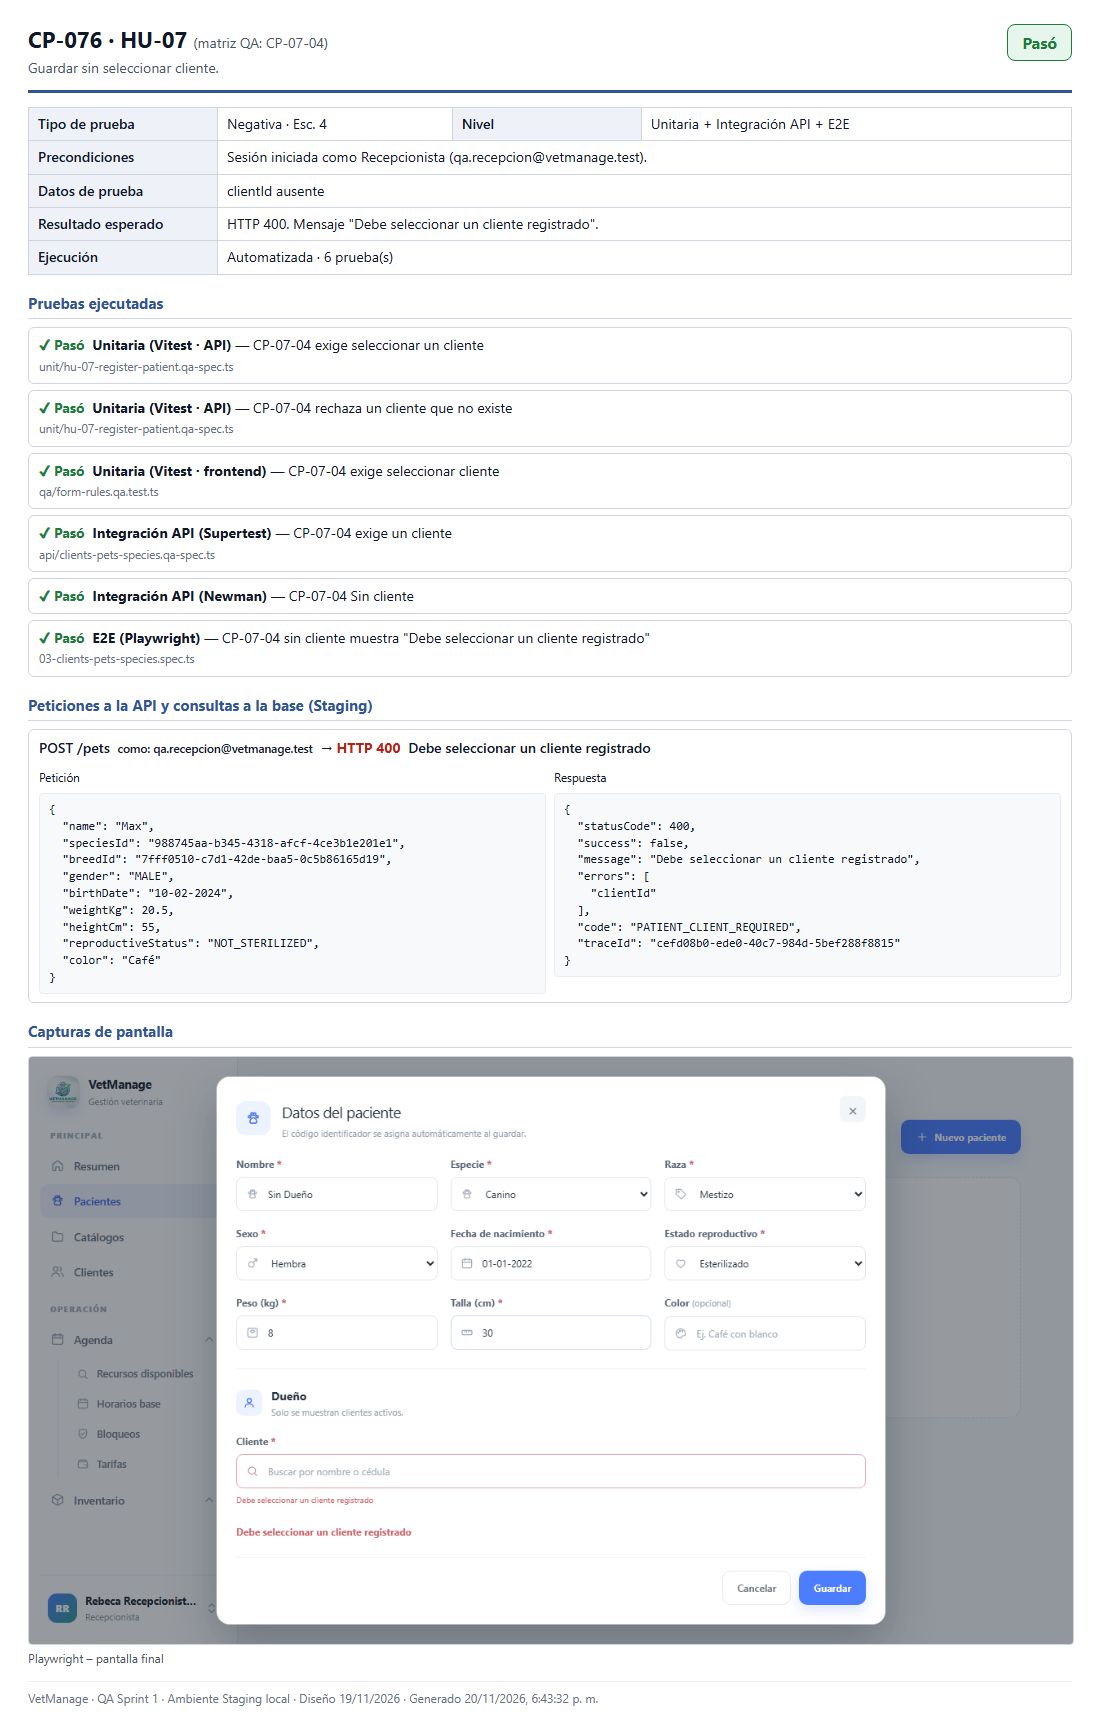 CP-076 · HU-07 (matriz QA: CP-07-04)
Pasó
Guardar sin seleccionar cliente.
Tipo de prueba Negativa · Esc. 4 Nivel Unitaria + Integración API + E2E
Precondiciones Sesión iniciada como Recepcionista (qa.recepcion@vetmanage.test).
Datos de prueba clientId ausente
Resultado esperado HTTP 400. Mensaje "Debe seleccionar un cliente registrado".
Ejecución Automatizada · 6 prueba(s)
Pruebas ejecutadas
✓ Pasó Unitaria (Vitest · API) — CP-07-04 exige seleccionar un cliente
unit/hu-07-register-patient.qa-spec.ts
✓ Pasó Unitaria (Vitest · API) — CP-07-04 rechaza un cliente que no existe
unit/hu-07-register-patient.qa-spec.ts
✓ Pasó Unitaria (Vitest · frontend) — CP-07-04 exige seleccionar cliente
qa/form-rules.qa.test.ts
✓ Pasó Integración API (Supertest) — CP-07-04 exige un cliente
api/clients-pets-species.qa-spec.ts
✓ Pasó Integración API (Newman) — CP-07-04 Sin cliente
✓ Pasó E2E (Playwright) — CP-07-04 sin cliente muestra "Debe seleccionar un cliente registrado"
03-clients-pets-species.spec.ts
Peticiones a la API y consultas a la base (Staging)
POST /pets como: qa.recepcion@vetmanage.test → HTTP 400 Debe seleccionar un cliente registrado
Petición
{
"name": "Max",
"speciesId": "988745aa-b345-4318-afcf-4ce3b1e201e1",
"breedId": "7fff0510-c7d1-42de-baa5-0c5b86165d19",
"gender": "MALE",
"birthDate": "10-02-2024",
"weightKg": 20.5,
"heightCm": 55,
"reproductiveStatus": "NOT_STERILIZED",
"color": "Café"
}
Respuesta
{
"statusCode": 400,
"success": false,
"message": "Debe seleccionar un cliente registrado",
"errors": [
"clientId"
],
"code": "PATIENT_CLIENT_REQUIRED",
"traceId": "cefd08b0-ede0-40c7-984d-5bef288f8815"
}
Capturas de pantalla
VetManage
Gestión veterinaria
PRINCIPAL
Resumen
Pacientes
Catálogos
Clientes
OPERACIÓN
Agenda
Recursos disponibles
Horarios base
Bloqueos
Tarifas
Inventario
RR
Rebeca Recepcionist...
Recepcionista
+ Nuevo paciente
Datos del paciente
El código identificador se asigna automáticamente al guardar.
×
Nombre * Especie * Raza *
Sin Dueño Canino Mestizo
Sexo * Fecha de nacimiento * Estado reproductivo *
Hembra 01-01-2022 Esterilizado
Peso (kg) * Talla (cm) * Color (opcional)
8 30 Ej. Café con blanco
Dueño
Solo se muestran clientes activos.
Cliente *
Buscar por nombre o cédula
Debe seleccionar un cliente registrado
Debe seleccionar un cliente registrado
Cancelar Guardar
Playwright – pantalla final
VetManage · QA Sprint 1 · Ambiente Staging local · Diseño 19/11/2026 · Generado 20/11/2026, 6:43:32 p. m.